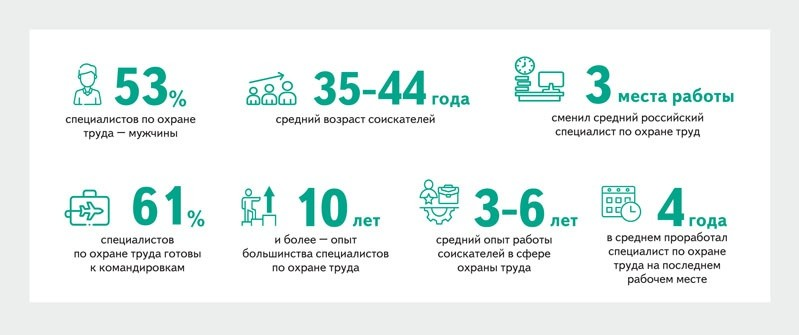 53%
специалистов по охране
труда — мужчины
35-44 года
средний возраст соискателей
3 места работы
сменил средний российский
специалист по охране труд
61%
специалистов
по охране труда готовы
к командировкам
10 лет
и более — опыт
большинства специалистов
по охране труда
3-6 лет
средний опыт работы
соискателей в сфере
охраны труда
4 года
в среднем проработал
специалист по охране
труда на последнем
рабочем месте